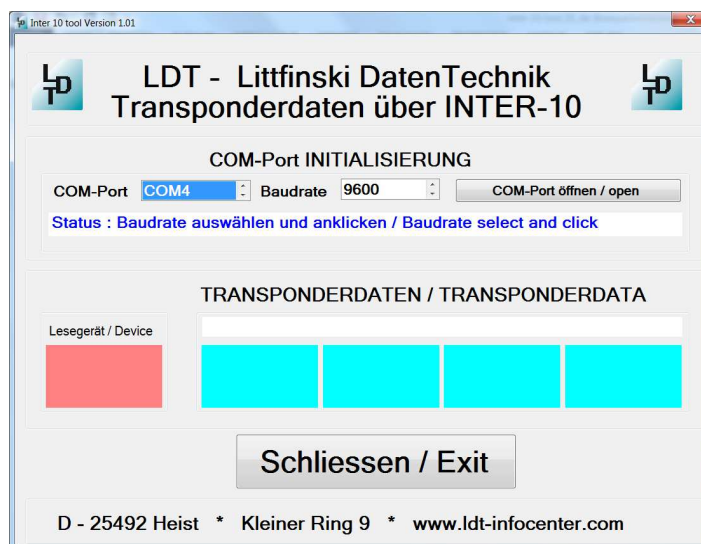 Inter 10 tool Version 1.01
LDT
LDT - Littfinski DatenTechnik
LDT
Transponderdaten über INTER-10
COM-Port INITIALISIERUNG
COM-Port COM4 Baudrate 9600 COM-Port öffnen / open
Status : Baudrate auswählen und anklicken / Baudrate select and click
TRANSPONDERDATEN / TRANSPONDERDATA
Lesegerät / Device
Schliessen / Exit
D - 25492 Heist * Kleiner Ring 9 * www.ldt-infocenter.com